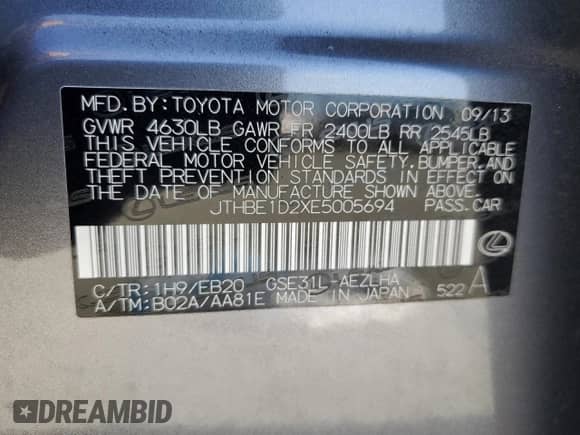 MFD. BY: TOYOTA MOTOR CORPORATION 09/13
GVWR 4630LB GAWR FR 2400LB RR 2545LB
THIS VEHICLE CONFORMS TO ALL APPLICABLE
FEDERAL MOTOR VEHICLE SAFETY, BUMPER, AND
THEFT PREVENTION STANDARDS IN EFFECT ON
THE DATE OF MANUFACTURE SHOWN ABOVE.
JTHBE1D2XE5005694 PASS. CAR
C/TR: 1H9/EB20 GSE31L-AEZLHA A
A/TM: B02A/AA81E MADE IN JAPAN 522
DREAMBID